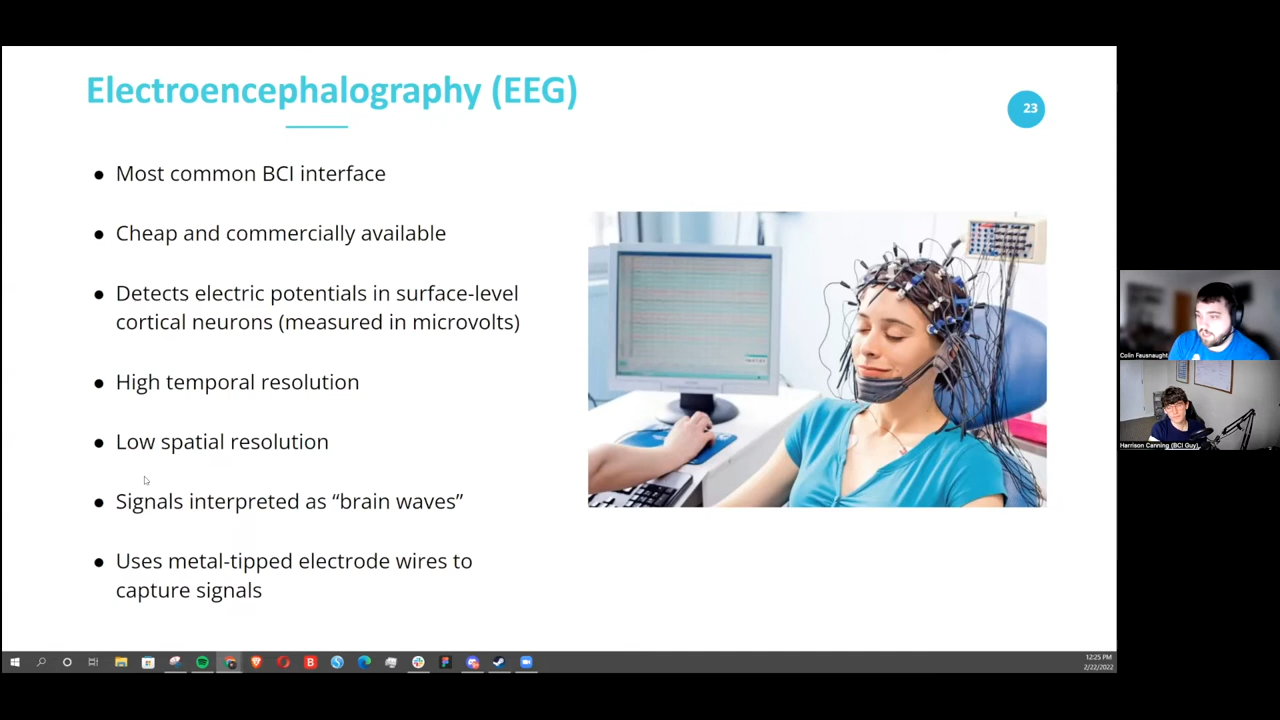 Electroencephalography (EEG)
23
● Most common BCI interface
● Cheap and commercially available
● Detects electric potentials in surface-level
cortical neurons (measured in microvolts)
● High temporal resolution
● Low spatial resolution
● Signals interpreted as “brain waves”
● Uses metal-tipped electrode wires to
capture signals
Colin Fausnaught
Harrison Canning (BCI Guy)
12:25 PM
2/22/2022